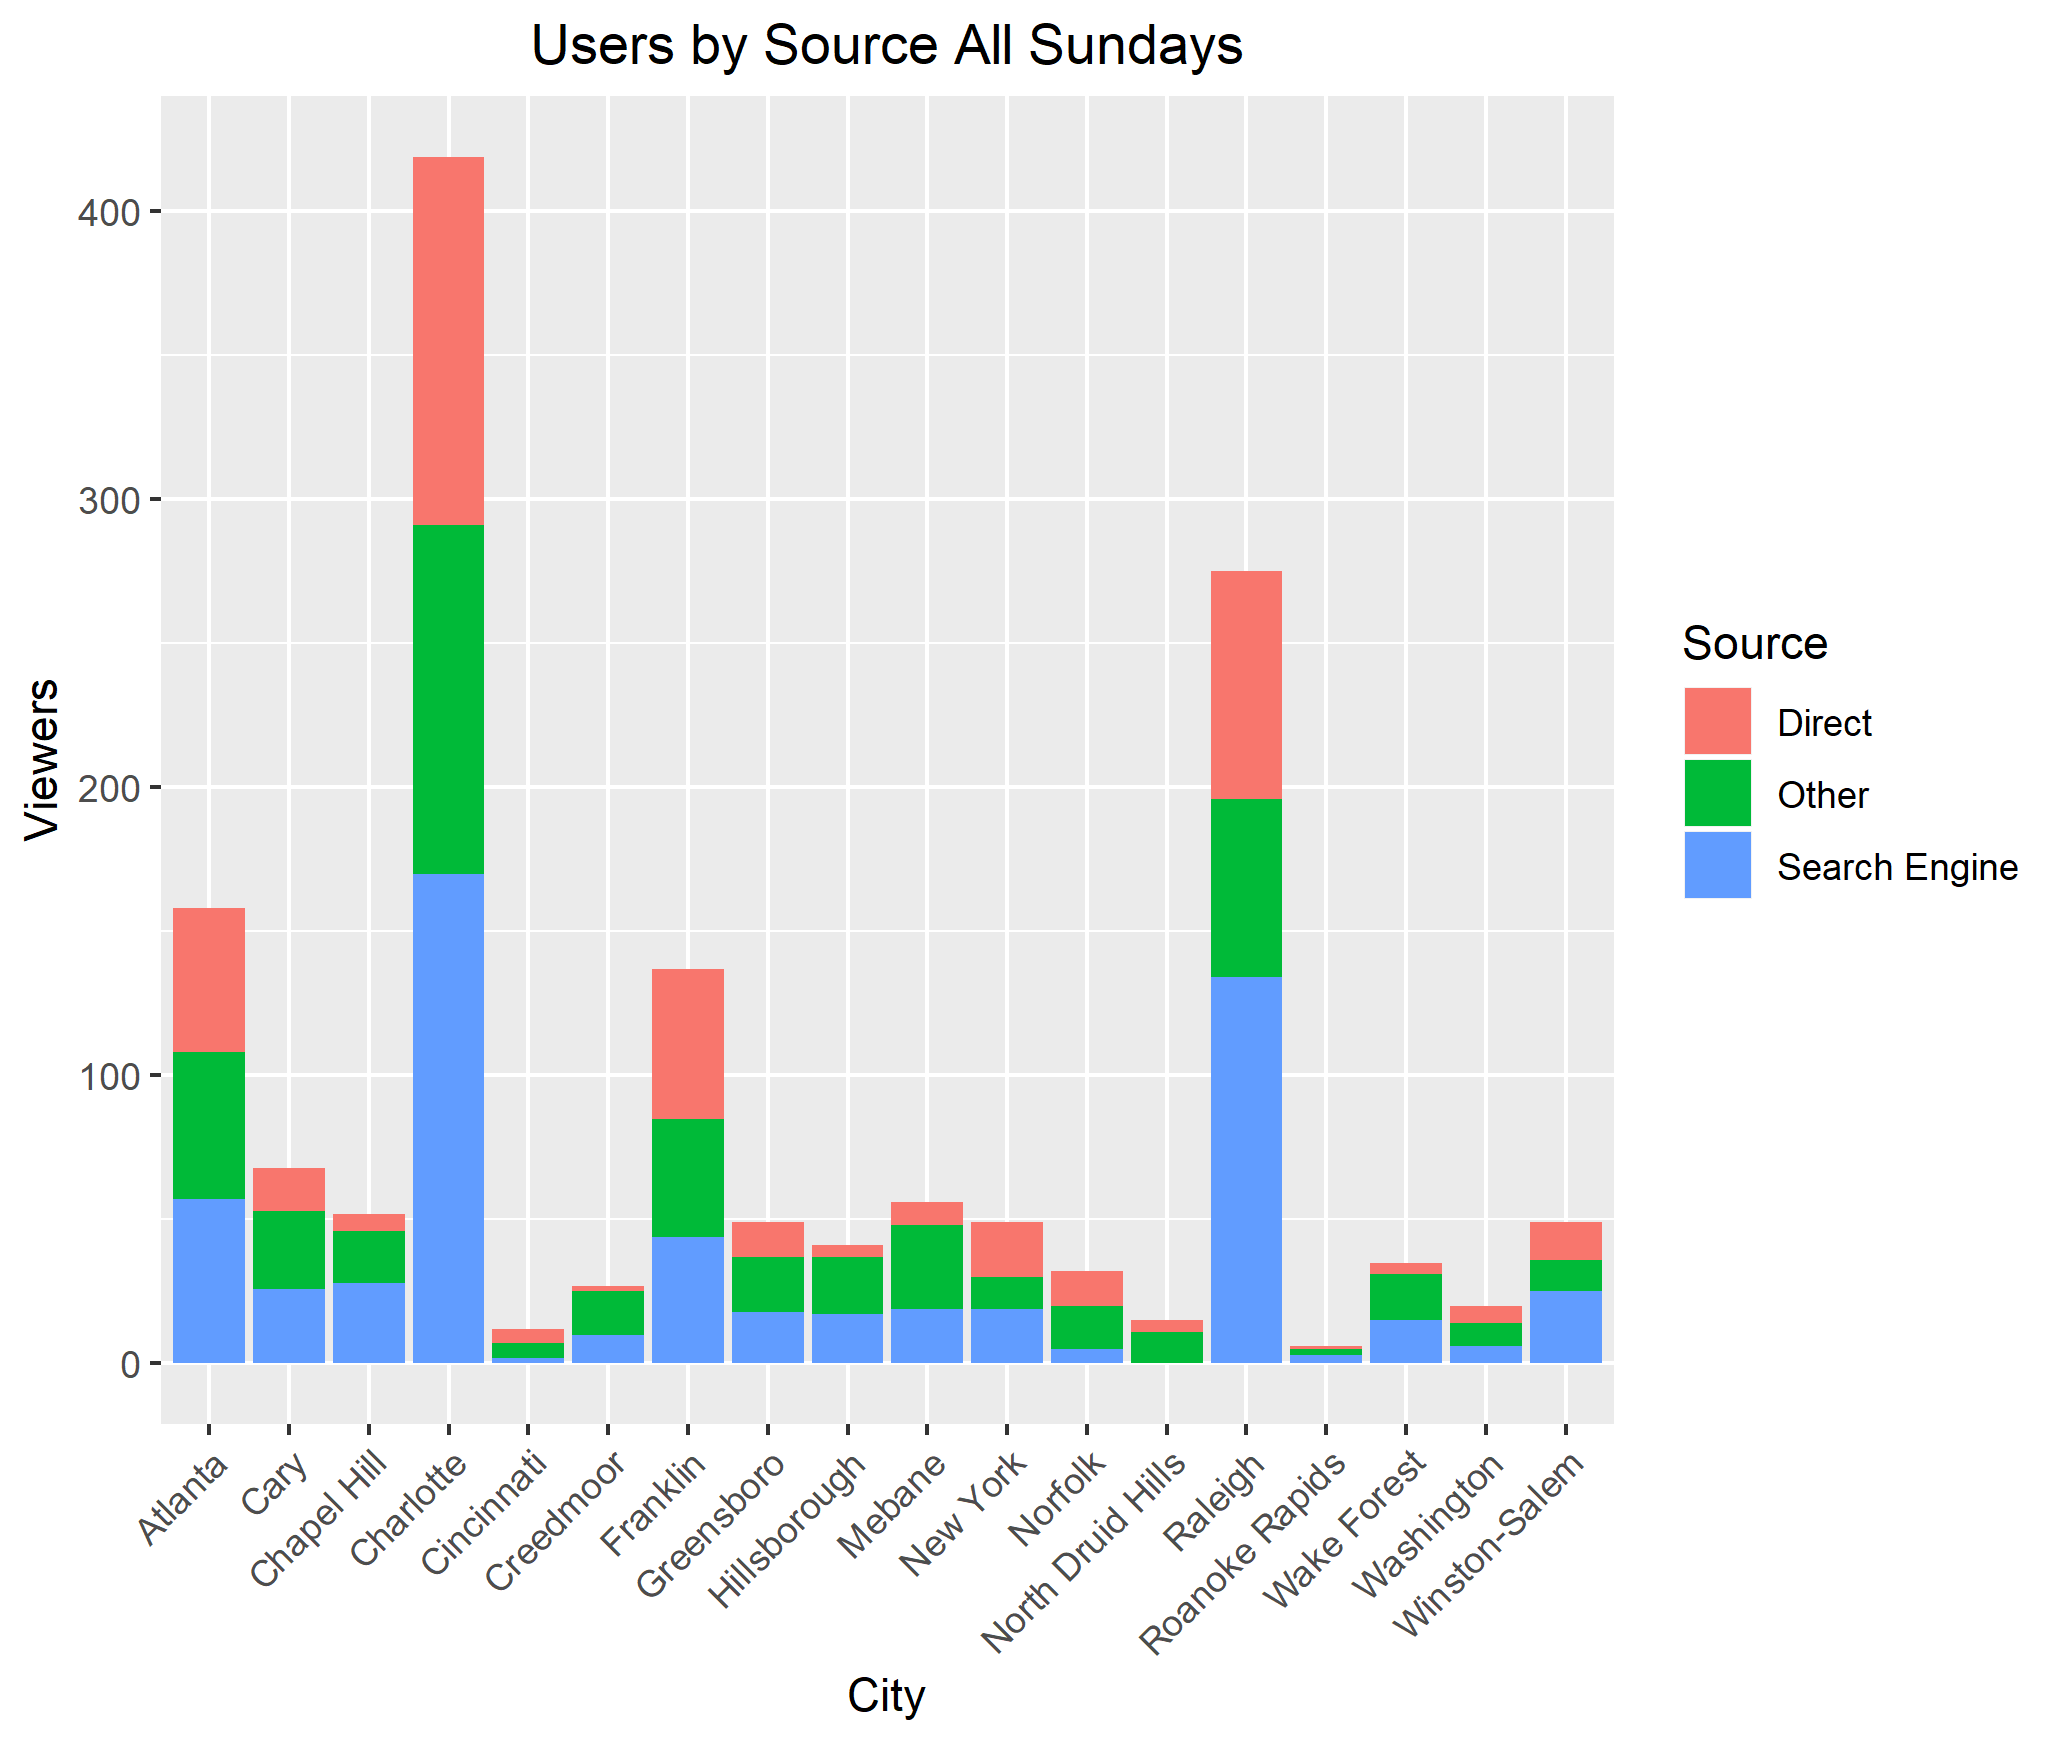 Users by Source All Sundays
Viewers
400
300
200
100
0
Atlanta
Cary
Chapel Hill
Charlotte
Cincinnati
Creedmoor
Franklin
Greensboro
Hillsborough
Mebane
New York
Norfolk
North Druid Hills
Raleigh
Roanoke Rapids
Wake Forest
Washington
Winston-Salem
City
Source
Direct
Other
Search Engine